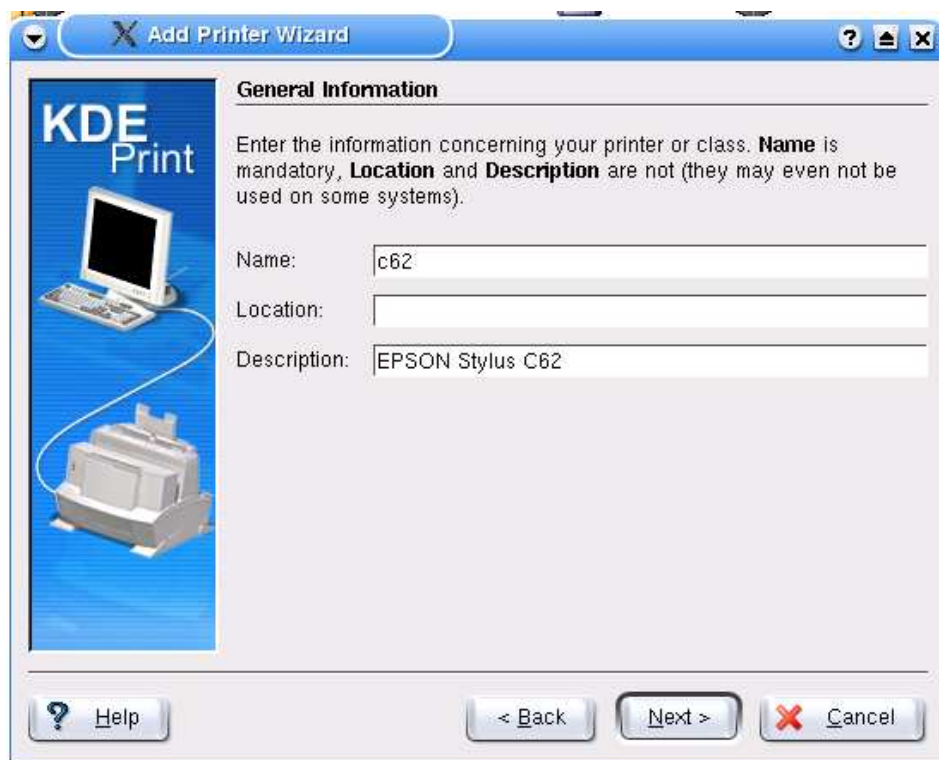 Add Printer Wizard
KDE
Print
General Information
Enter the information concerning your printer or class. Name is
mandatory, Location and Description are not (they may even not be
used on some systems).
Name: c62
Location:
Description: EPSON Stylus C62
Help
< Back
Next >
Cancel